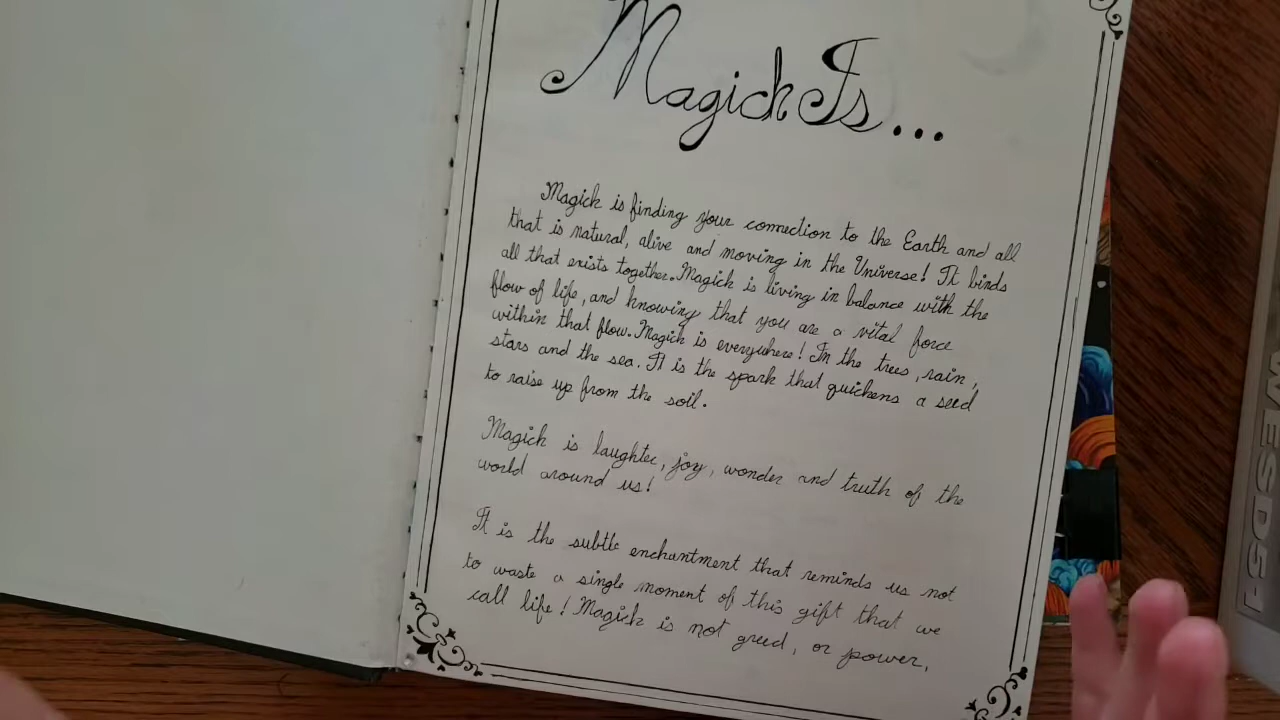 Magick Is...
Magick is finding your connection to the Earth and all
that is natural, alive and moving in the Universe! It binds
all that exists together. Magick is living in balance with the
flow of life, and knowing that you are a vital force
within that flow. Magick is everywhere! In the trees, rain,
stars and the sea. It is the spark that quickens a seed
to raise up from the soil.
Magick is laughter, joy, wonder and truth of the
world around us!
It is the subtle enchantment that reminds us not
to waste a single moment of this gift that we
call life! Magick is not greed, or power,